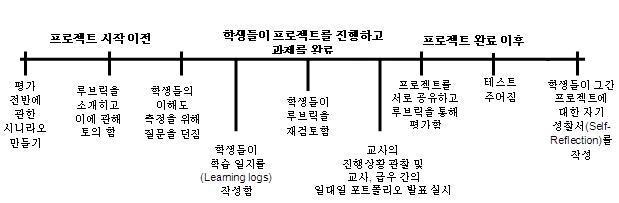 프로젝트 시작 이전
학생들이 프로젝트를 진행하고
과제를 완료
프로젝트 완료 이후
평가
전반에
관한
시니라오
만들기
루브릭을
소개히고
이에 관해
토의 함
학생들의
이해도
측정을 위해
질문을 던짐
학생들이
학습 일지를
(Learning logs)
작성함
학생들이
루브릭을
재검토함
교사의
진행상황 관찰 및
교사, 급우 간의
일대일 포트폴리오 발표 실시
프로젝트를
서로 공유하고
루브릭을 통해
평가함
테스트
주어짐
학생들이 그간
프로젝트에
대한 자기
성찰서(Self-
Reflection)를
작성